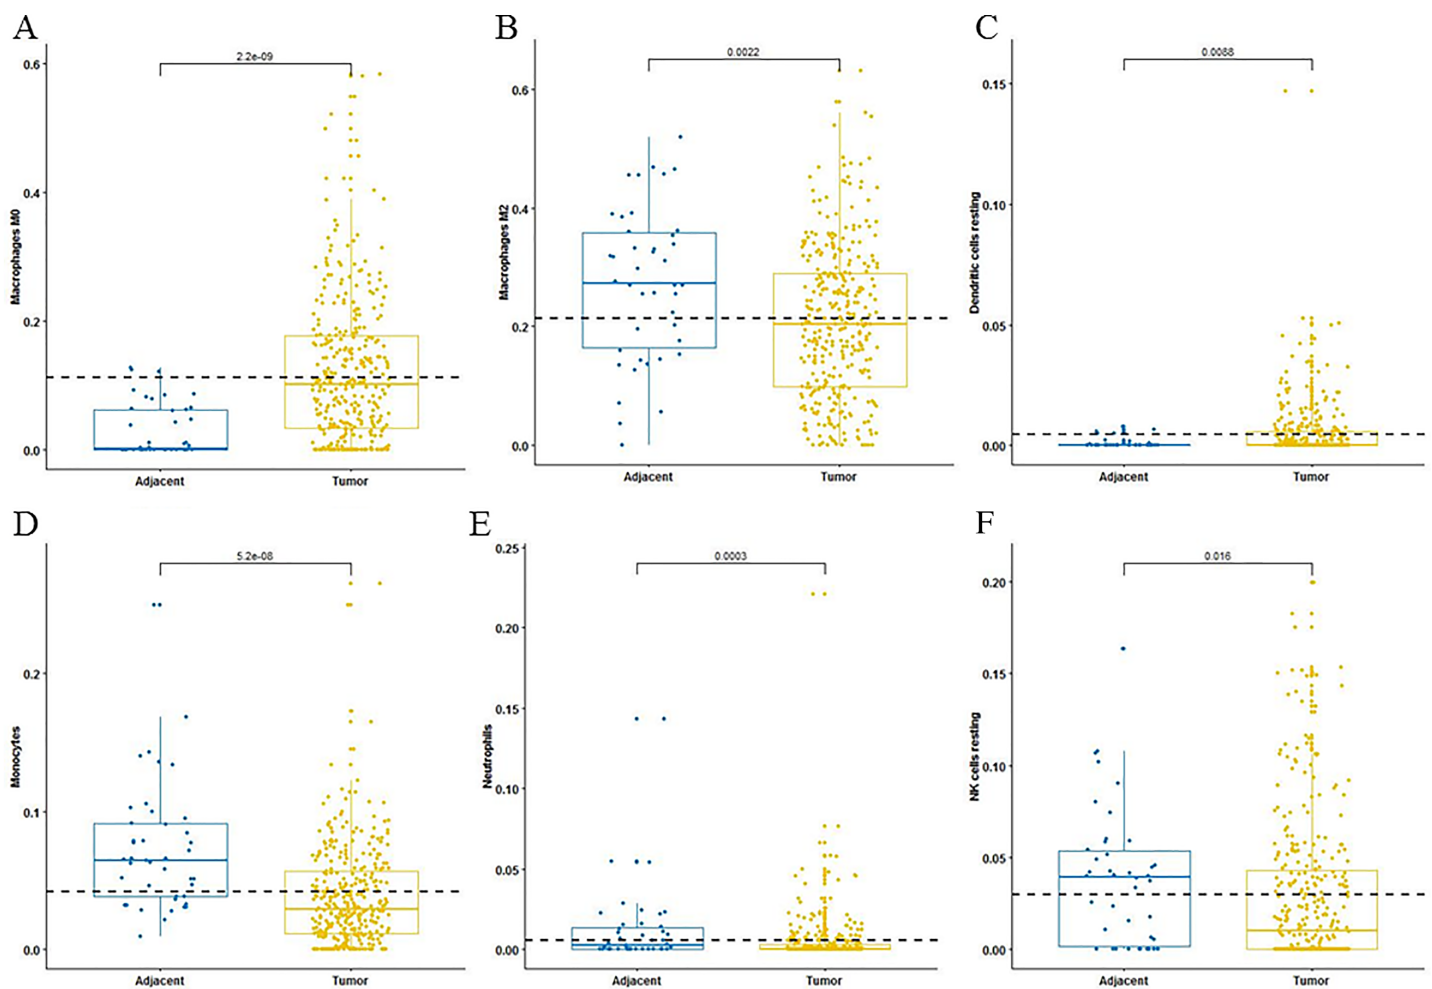 A
2.2e-09
0.6
0.4
0.2
0.0
Macrophages M0
Adjacent
Tumor
B
0.0022
0.6
0.4
0.2
0.0
Macrophages M2
Adjacent
Tumor
C
0.0088
0.15
0.10
0.05
0.00
Dendritic cells resting
Adjacent
Tumor
D
5.2e-08
0.2
0.1
0.0
Monocytes
Adjacent
Tumor
E
0.0003
0.25
0.20
0.15
0.10
0.05
0.00
Neutrophils
Adjacent
Tumor
F
0.016
0.20
0.15
0.10
0.05
0.00
NK cells resting
Adjacent
Tumor